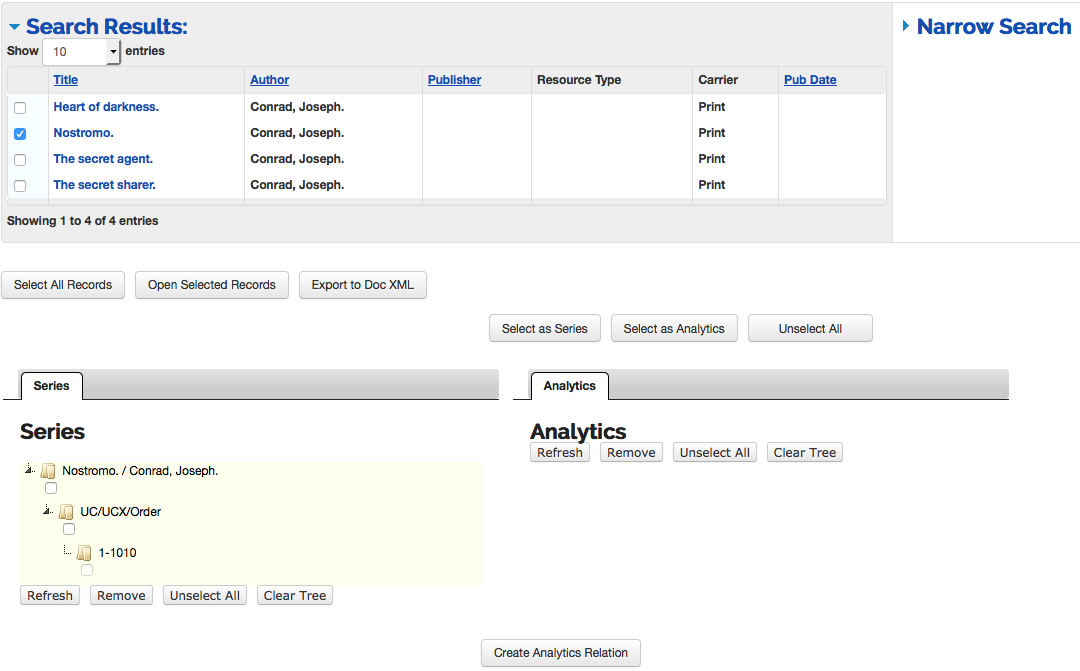 Search Results:
Narrow Search
Show 10 entries
Title Author Publisher Resource Type Carrier Pub Date
Heart of darkness. Conrad, Joseph. Print
Nostromo. Conrad, Joseph. Print
The secret agent. Conrad, Joseph. Print
The secret sharer. Conrad, Joseph. Print
Showing 1 to 4 of 4 entries
Select All Records Open Selected Records Export to Doc XML
Select as Series Select as Analytics Unselect All
Series
Series
Nostromo. / Conrad, Joseph.
UC/UCX/Order
1-1010
Refresh Remove Unselect All Clear Tree
Analytics
Analytics
Refresh Remove Unselect All Clear Tree
Create Analytics Relation